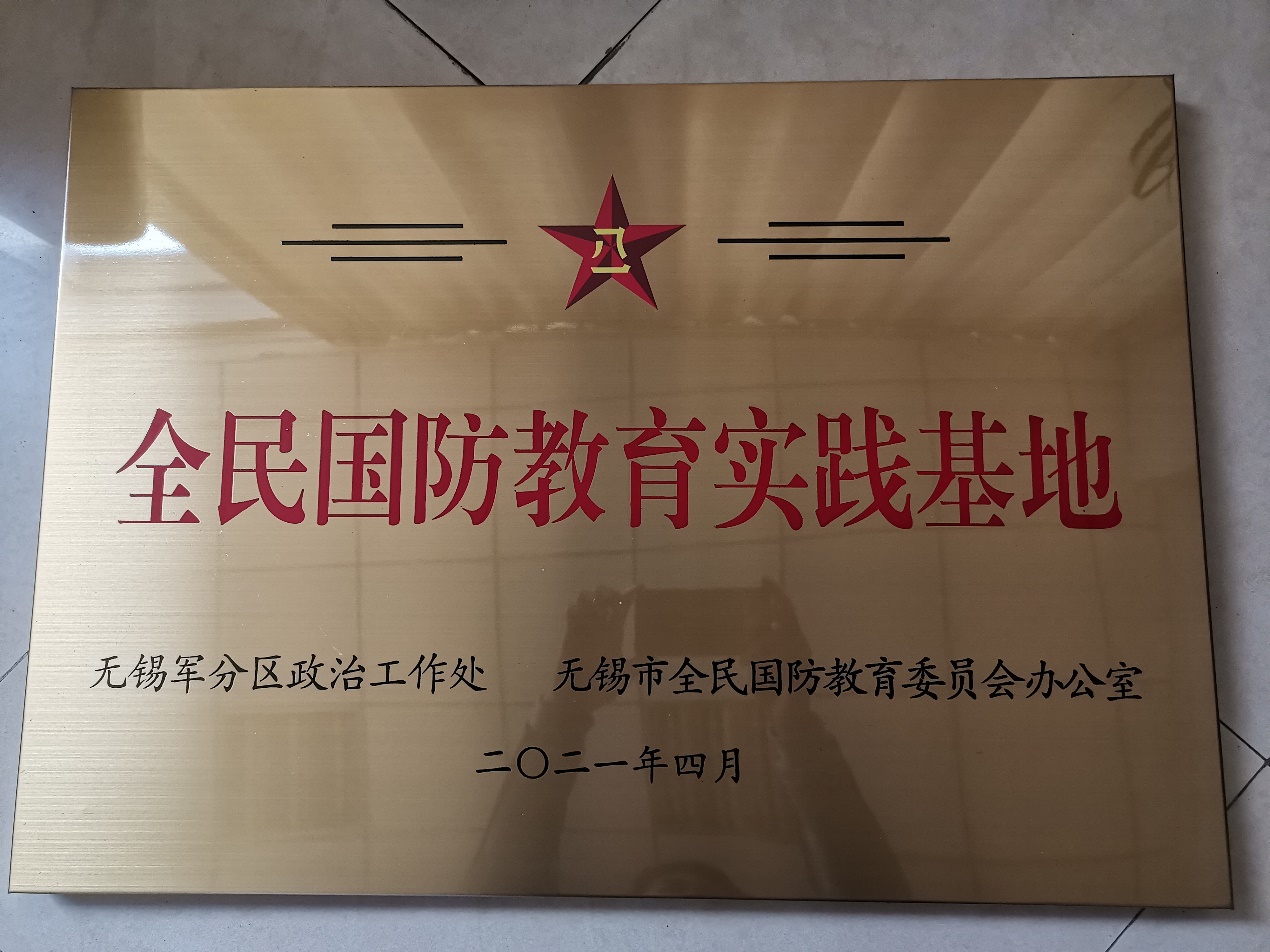 八一
全民国防教育实践基地
无锡军分区政治工作处 无锡市全民国防教育委员会办公室
二〇二一年四月